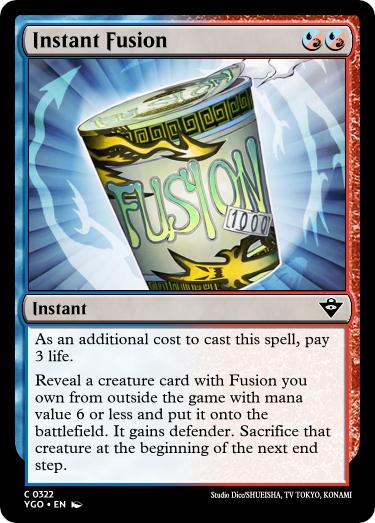 Instant Fusion
FUSION
FUSION
1000
Instant
As an additional cost to cast this spell, pay
3 life.
Reveal a creature card with Fusion you
own from outside the game with mana
value 6 or less and put it onto the
battlefield. It gains defender. Sacrifice that
creature at the beginning of the next end
step.
C 0322
YGO • EN
Studio Dice/SHUEISHA, TV TOKYO, KONAMI